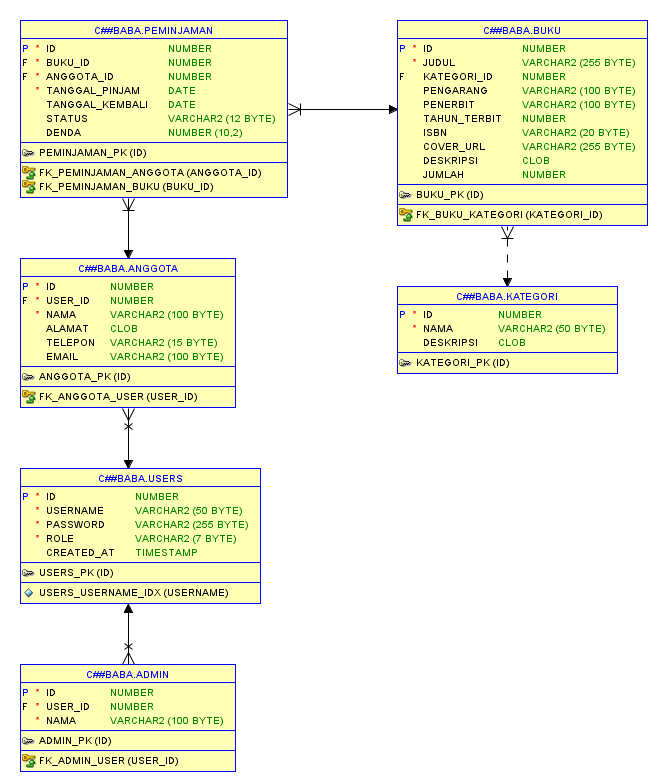 C##BABA.PEMINJAMAN
P * ID NUMBER
F * BUKU_ID NUMBER
F * ANGGOTA_ID NUMBER
* TANGGAL_PINJAM DATE
TANGGAL_KEMBALI DATE
STATUS VARCHAR2 (12 BYTE)
DENDA NUMBER (10,2)
PEMINJAMAN_PK (ID)
FK_PEMINJAMAN_ANGGOTA (ANGGOTA_ID)
FK_PEMINJAMAN_BUKU (BUKU_ID)
C##BABA.BUKU
P * ID NUMBER
* JUDUL VARCHAR2 (255 BYTE)
F KATEGORI_ID NUMBER
PENGARANG VARCHAR2 (100 BYTE)
PENERBIT VARCHAR2 (100 BYTE)
TAHUN_TERBIT NUMBER
ISBN VARCHAR2 (20 BYTE)
COVER_URL VARCHAR2 (255 BYTE)
DESKRIPSI CLOB
JUMLAH NUMBER
BUKU_PK (ID)
FK_BUKU_KATEGORI (KATEGORI_ID)
C##BABA.ANGGOTA
P * ID NUMBER
F * USER_ID NUMBER
* NAMA VARCHAR2 (100 BYTE)
ALAMAT CLOB
TELEPON VARCHAR2 (15 BYTE)
EMAIL VARCHAR2 (100 BYTE)
ANGGOTA_PK (ID)
FK_ANGGOTA_USER (USER_ID)
C##BABA.KATEGORI
P * ID NUMBER
* NAMA VARCHAR2 (50 BYTE)
DESKRIPSI CLOB
KATEGORI_PK (ID)
C##BABA.USERS
P * ID NUMBER
* USERNAME VARCHAR2 (50 BYTE)
* PASSWORD VARCHAR2 (255 BYTE)
* ROLE VARCHAR2 (7 BYTE)
CREATED_AT TIMESTAMP
USERS_PK (ID)
USERS_USERNAME_IDX (USERNAME)
C##BABA.ADMIN
P * ID NUMBER
F * USER_ID NUMBER
* NAMA VARCHAR2 (100 BYTE)
ADMIN_PK (ID)
FK_ADMIN_USER (USER_ID)